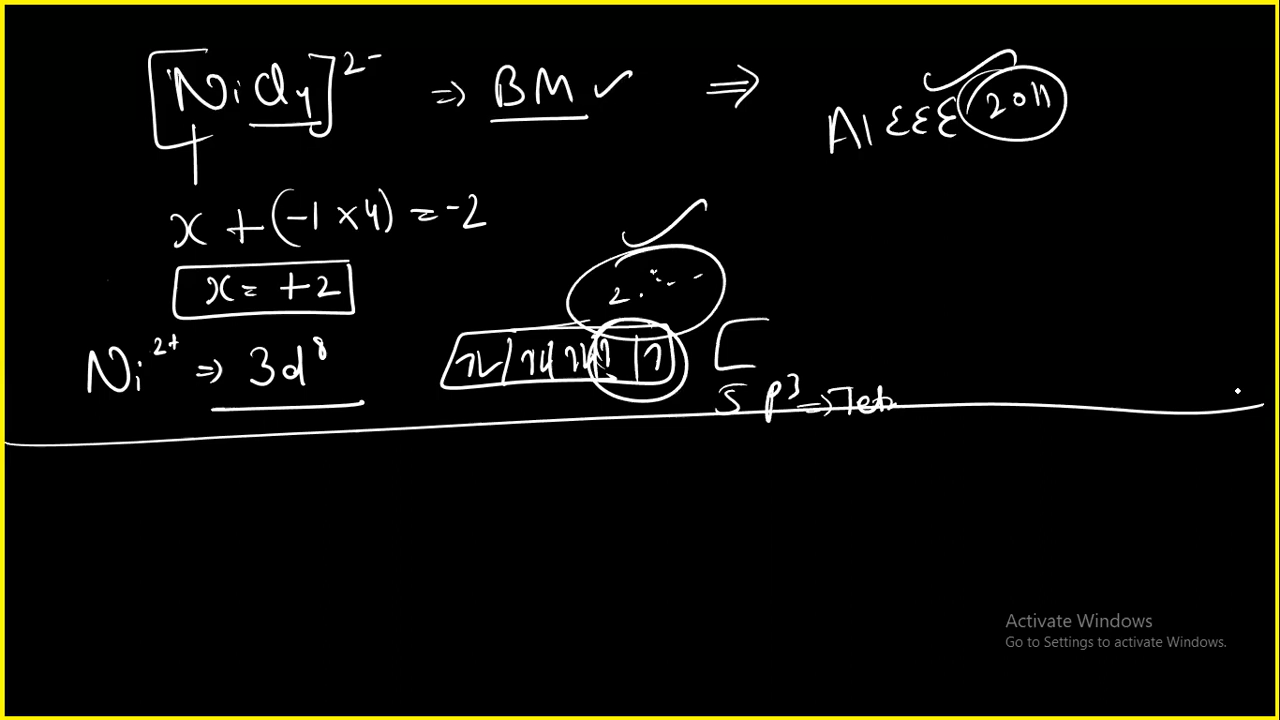 [NiCl4]2- ⇒ BM ✓ ⇒ AIEEE 2011
x + (-1 × 4) = -2
x = +2
Ni2+ ⇒ 3d8
sp3 ⇒ Tet
Activate Windows
Go to Settings to activate Windows.